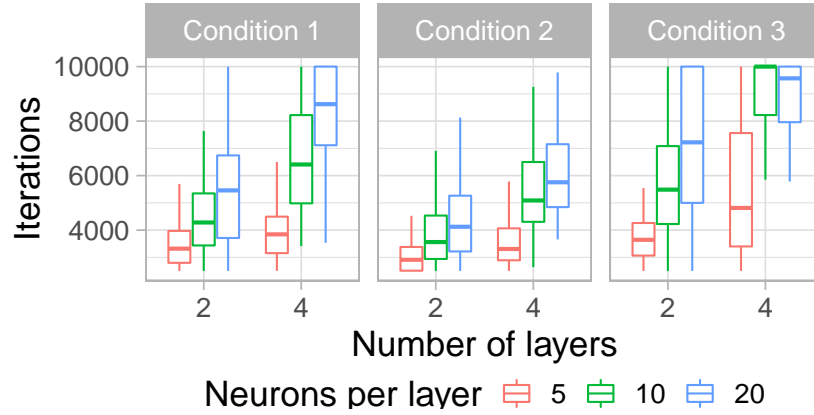 Condition 1 Condition 2 Condition 3
Iterations
10000
8000
6000
4000
2 4 2 4 2 4
Number of layers
Neurons per layer 5 10 20